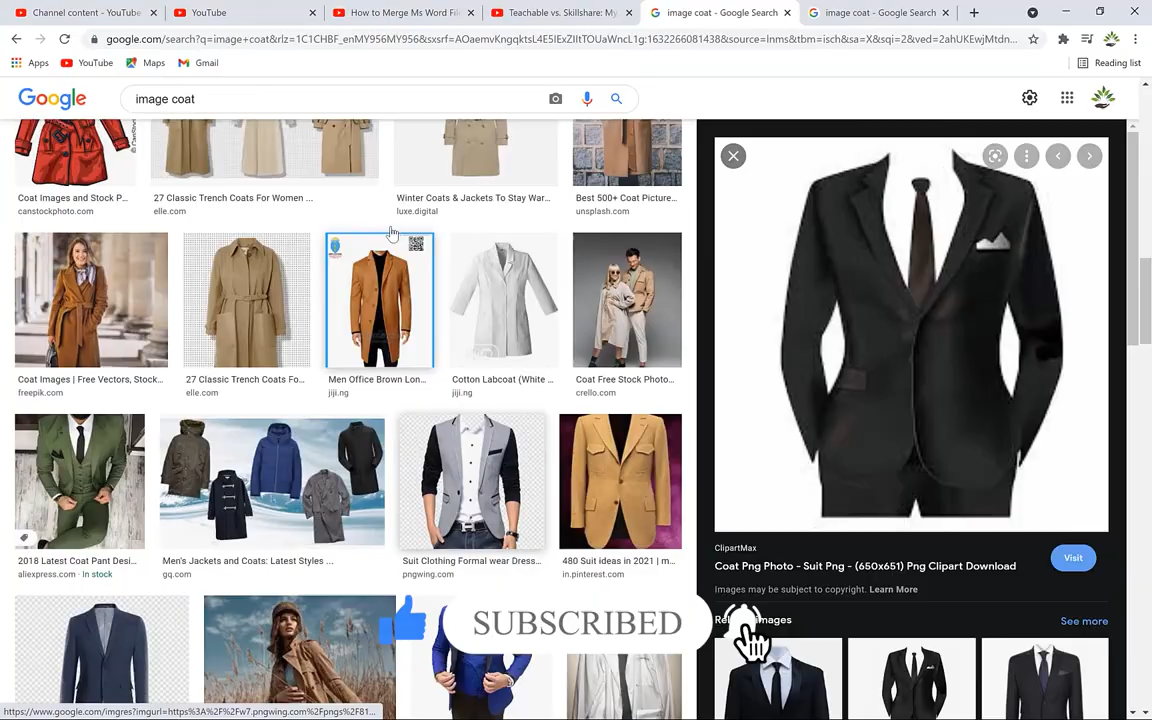 Channel content - YouTube
YouTube
How to Merge Ms Word Fil
Teachable vs. Skillshare: My
image coat - Google Search
image coat - Google Search
google.com/search?q=image+coat&rlz=1C1CHBF_enMY956MY956&sxsrf=AOaemvKngqktsL4E5lExZIltTOUaWncL1g:1632266081438&source=lnms&tbm=isch&sa=X&sqi=2&ved=2ahUKEwjMtdn...
Apps
YouTube
Maps
Gmail
Reading list
Google
image coat
Coat Images and Stock P...
canstockphoto.com
27 Classic Trench Coats For Women ...
elle.com
Winter Coats & Jackets To Stay War...
luxe.digital
Best 500+ Coat Picture...
unsplash.com
Coat Images | Free Vectors, Stock...
freepik.com
27 Classic Trench Coats Fo...
elle.com
Men Office Brown Lon...
jiji.ng
Cotton Labcoat (White ...
jiji.ng
Coat Free Stock Photo...
crello.com
2018 Latest Coat Pant Desi...
aliexpress.com · In stock
Men's Jackets and Coats: Latest Styles ...
gq.com
Suit Clothing Formal wear Dress...
pngwing.com
480 Suit ideas in 2021 | m...
in.pinterest.com
ClipartMax
Coat Png Photo - Suit Png - (650x651) Png Clipart Download
Visit
Images may be subject to copyright. Learn More
images
See more
SUBSCRIBED
https://www.google.com/imgres?imgurl=https%3A%2F%2Fw7.pngwing.com%2Fpngs%2F81...